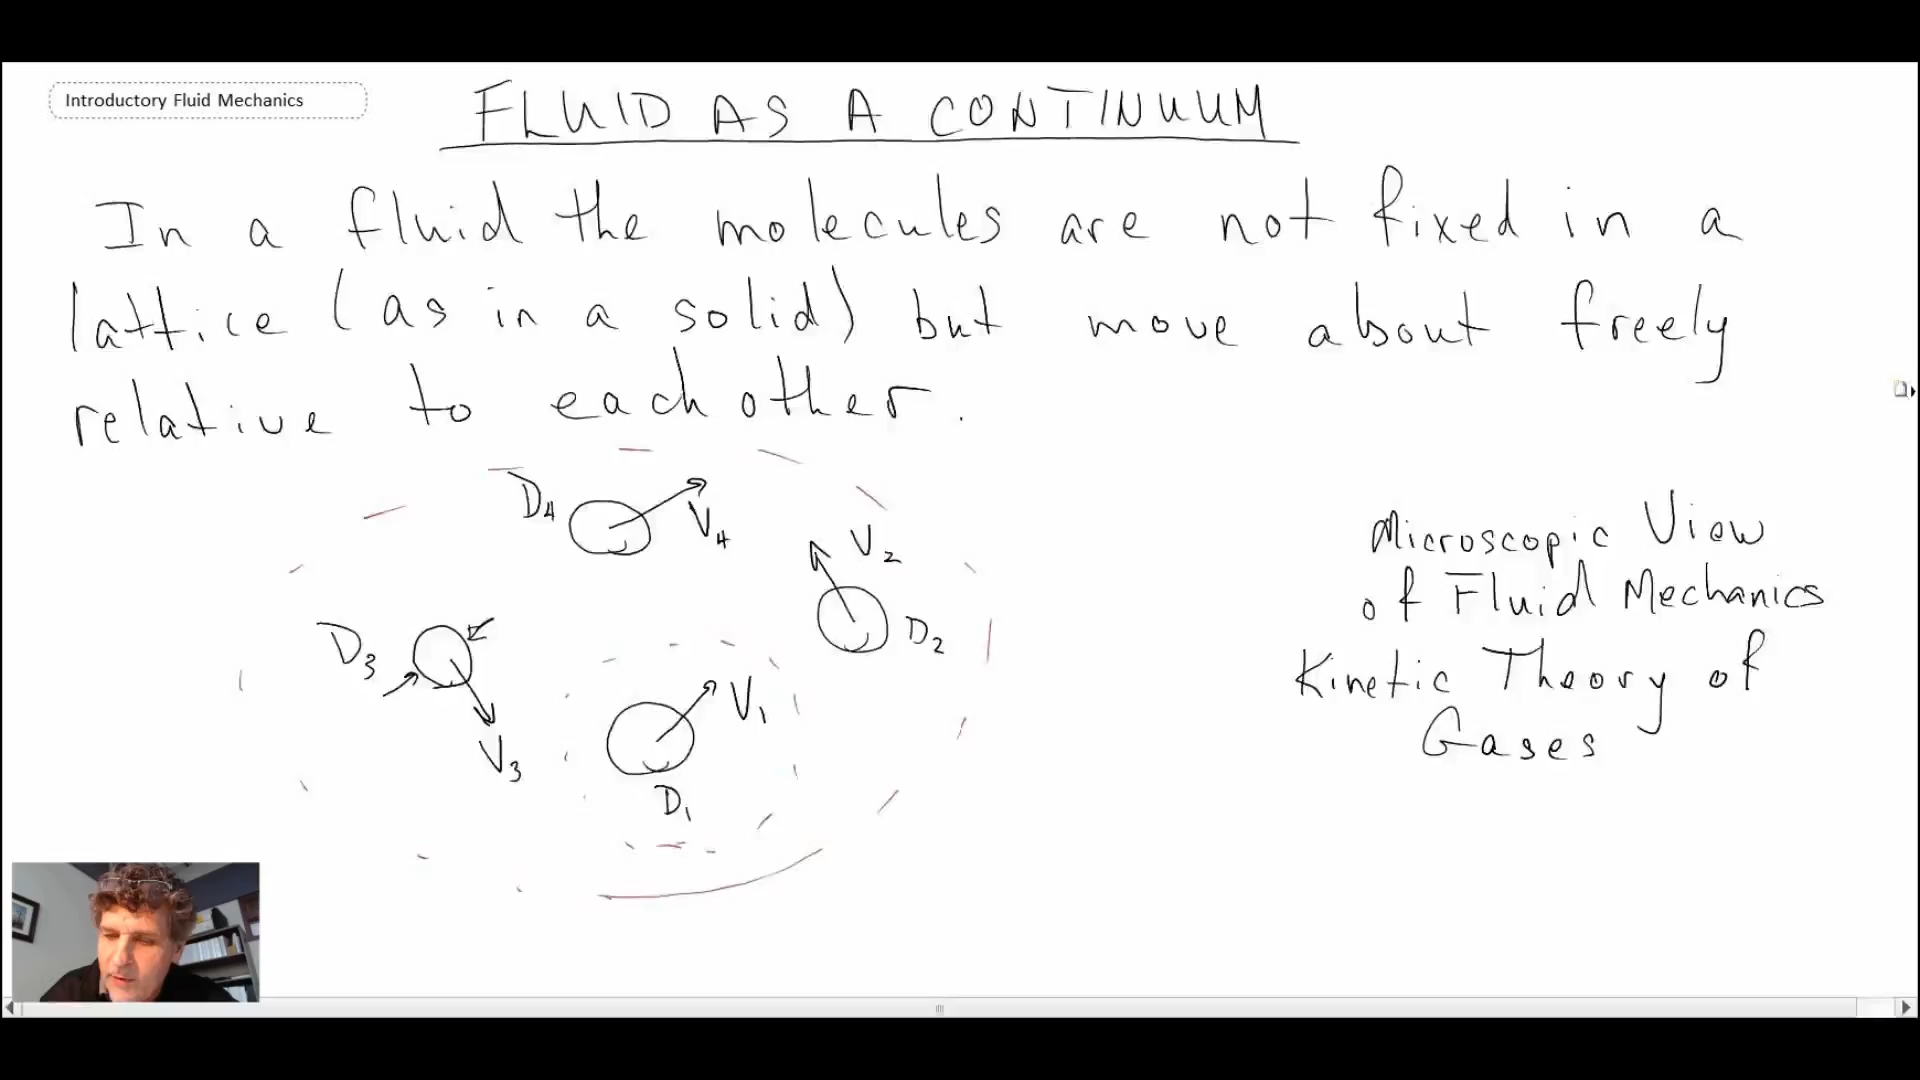 Introductory Fluid Mechanics
FLUID AS A CONTINUUM
In a fluid the molecules are not fixed in a
lattice (as in a solid) but move about freely
relative to each other.
D4
V4
V2
D2
D3
V3
V1
D1
Microscopic View
of Fluid Mechanics
Kinetic Theory of
Gases